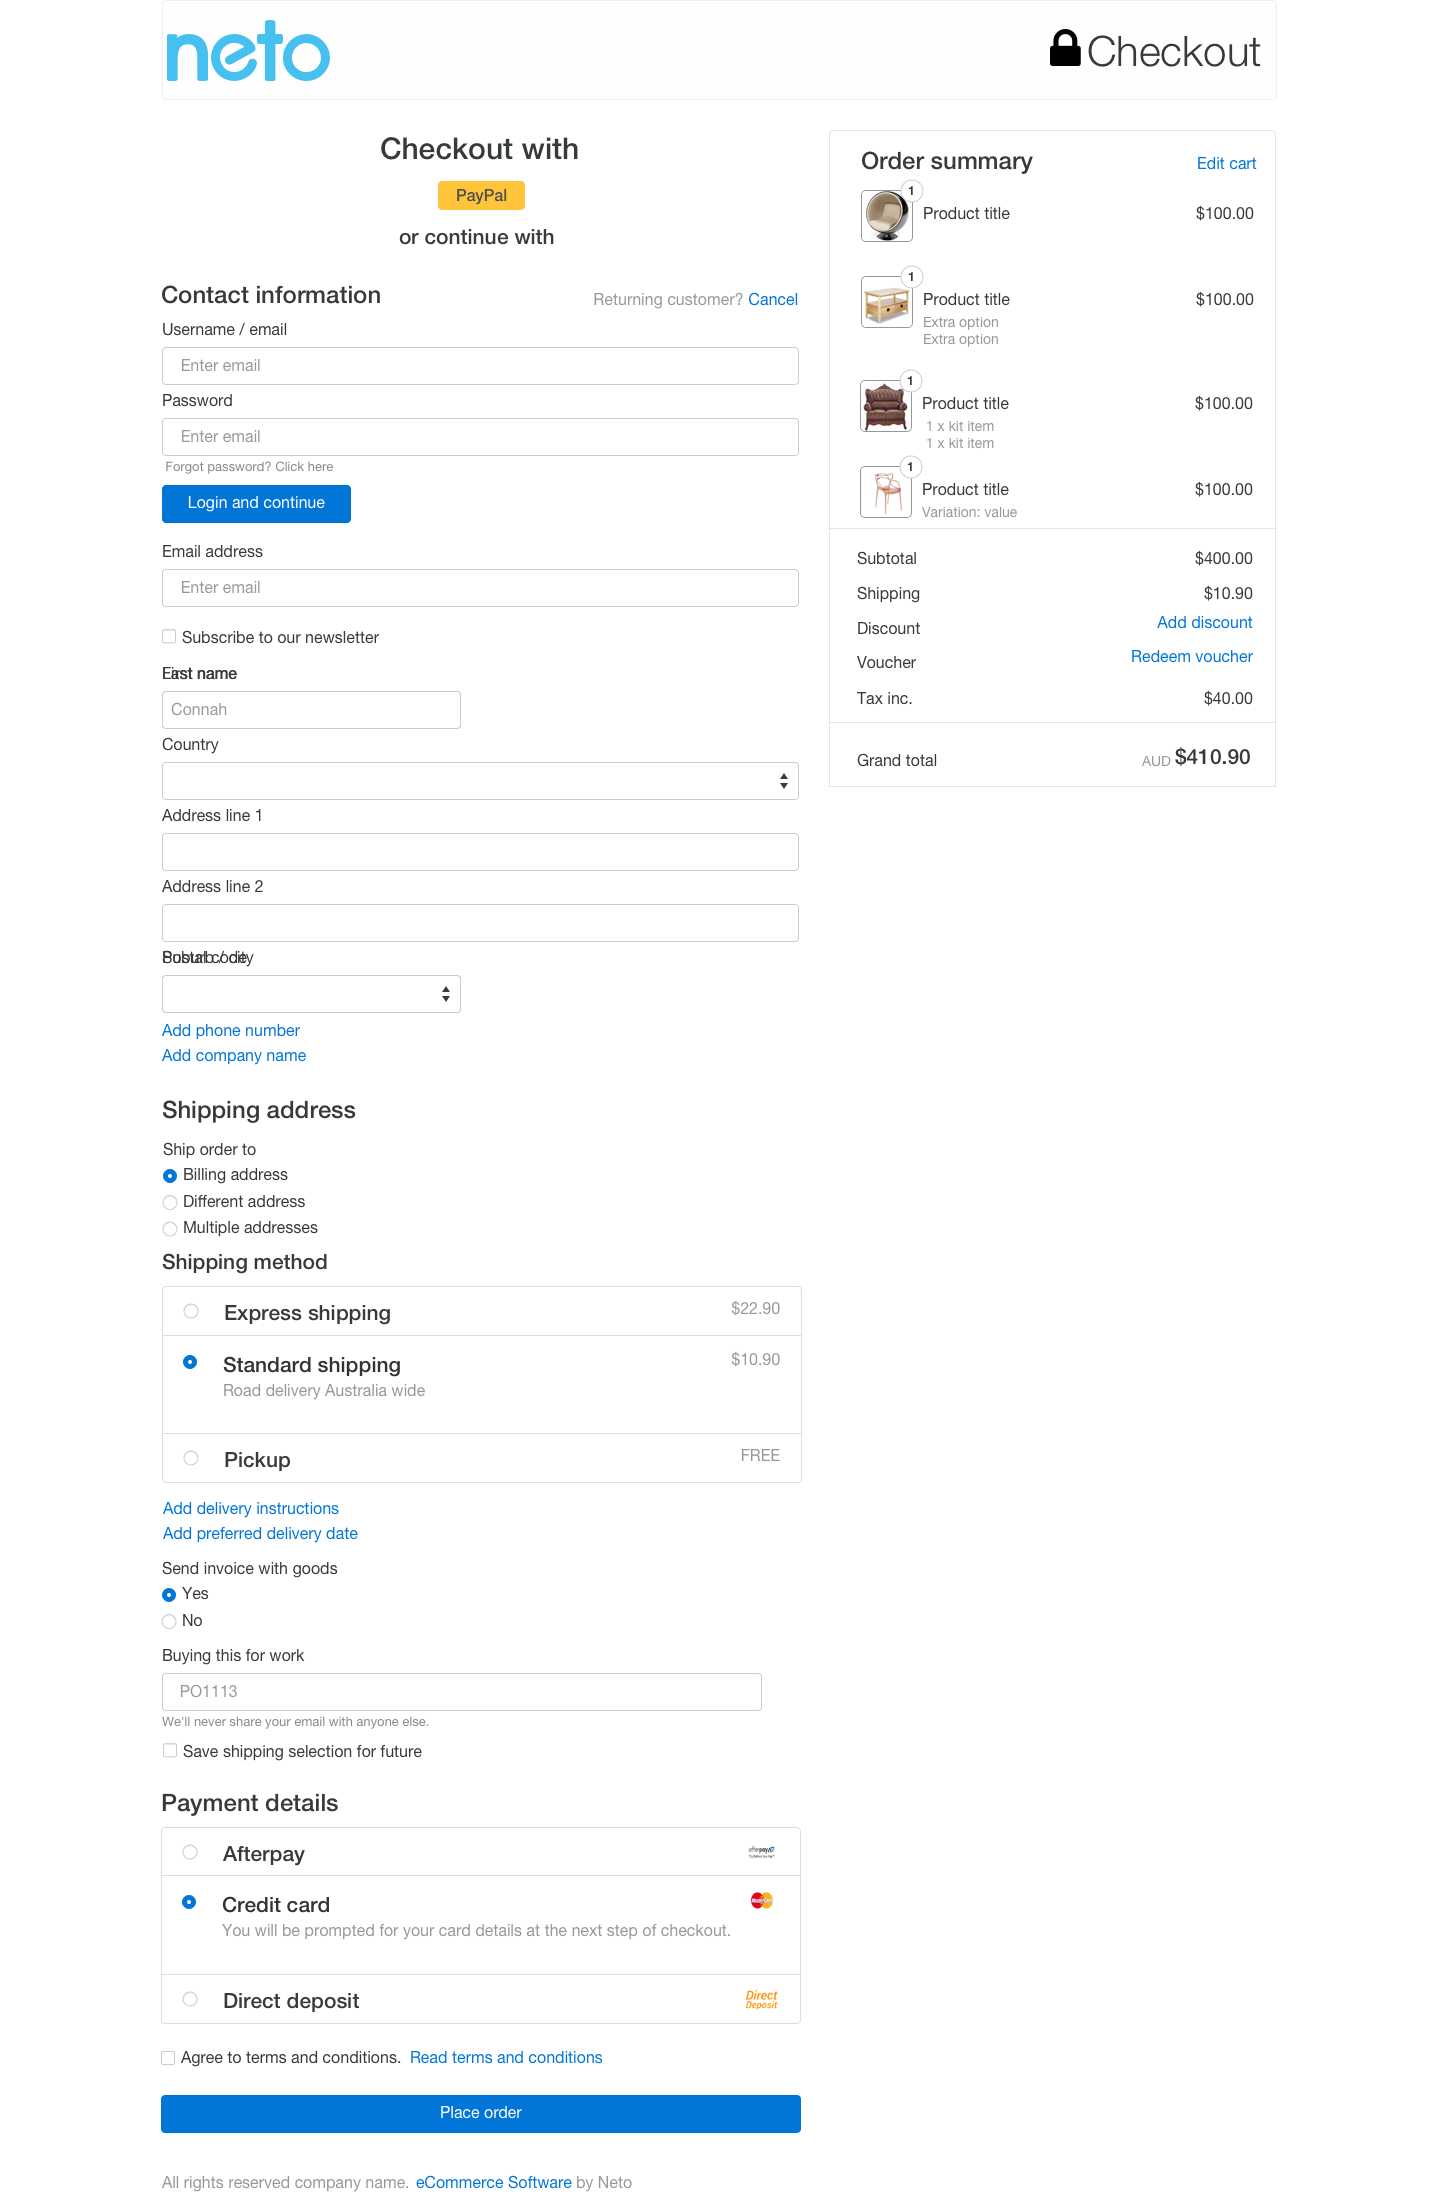 neto
Checkout
Checkout with
PayPal
or continue with
Contact information
Returning customer? Cancel
Username / email
Enter email
Password
Enter email
Forgot password? Click here
Login and continue
Email address
Enter email
Subscribe to our newsletter
name
Connah
Country
Address line 1
Address line 2
Add phone number
Add company name
Shipping address
Ship order to
Billing address
Different address
Multiple addresses
Shipping method
Express shipping
$22.90
Standard shipping
$10.90
Road delivery Australia wide
Pickup
FREE
Add delivery instructions
Add preferred delivery date
Send invoice with goods
Yes
No
Buying this for work
PO1113
We'll never share your email with anyone else.
Save shipping selection for future
Payment details
Afterpay
afterpay
Credit card
MasterCard
You will be prompted for your card details at the next step of checkout.
Direct deposit
Direct
Deposit
Agree to terms and conditions. Read terms and conditions
Place order
All rights reserved company name. eCommerce Software by Neto
Order summary
Edit cart
1
Product title
$100.00
1
Product title
$100.00
Extra option
Extra option
1
Product title
$100.00
1 x kit item
1 x kit item
1
Product title
$100.00
Variation: value
Subtotal
$400.00
Shipping
$10.90
Discount
Add discount
Voucher
Redeem voucher
Tax inc.
$40.00
Grand total
AUD $410.90